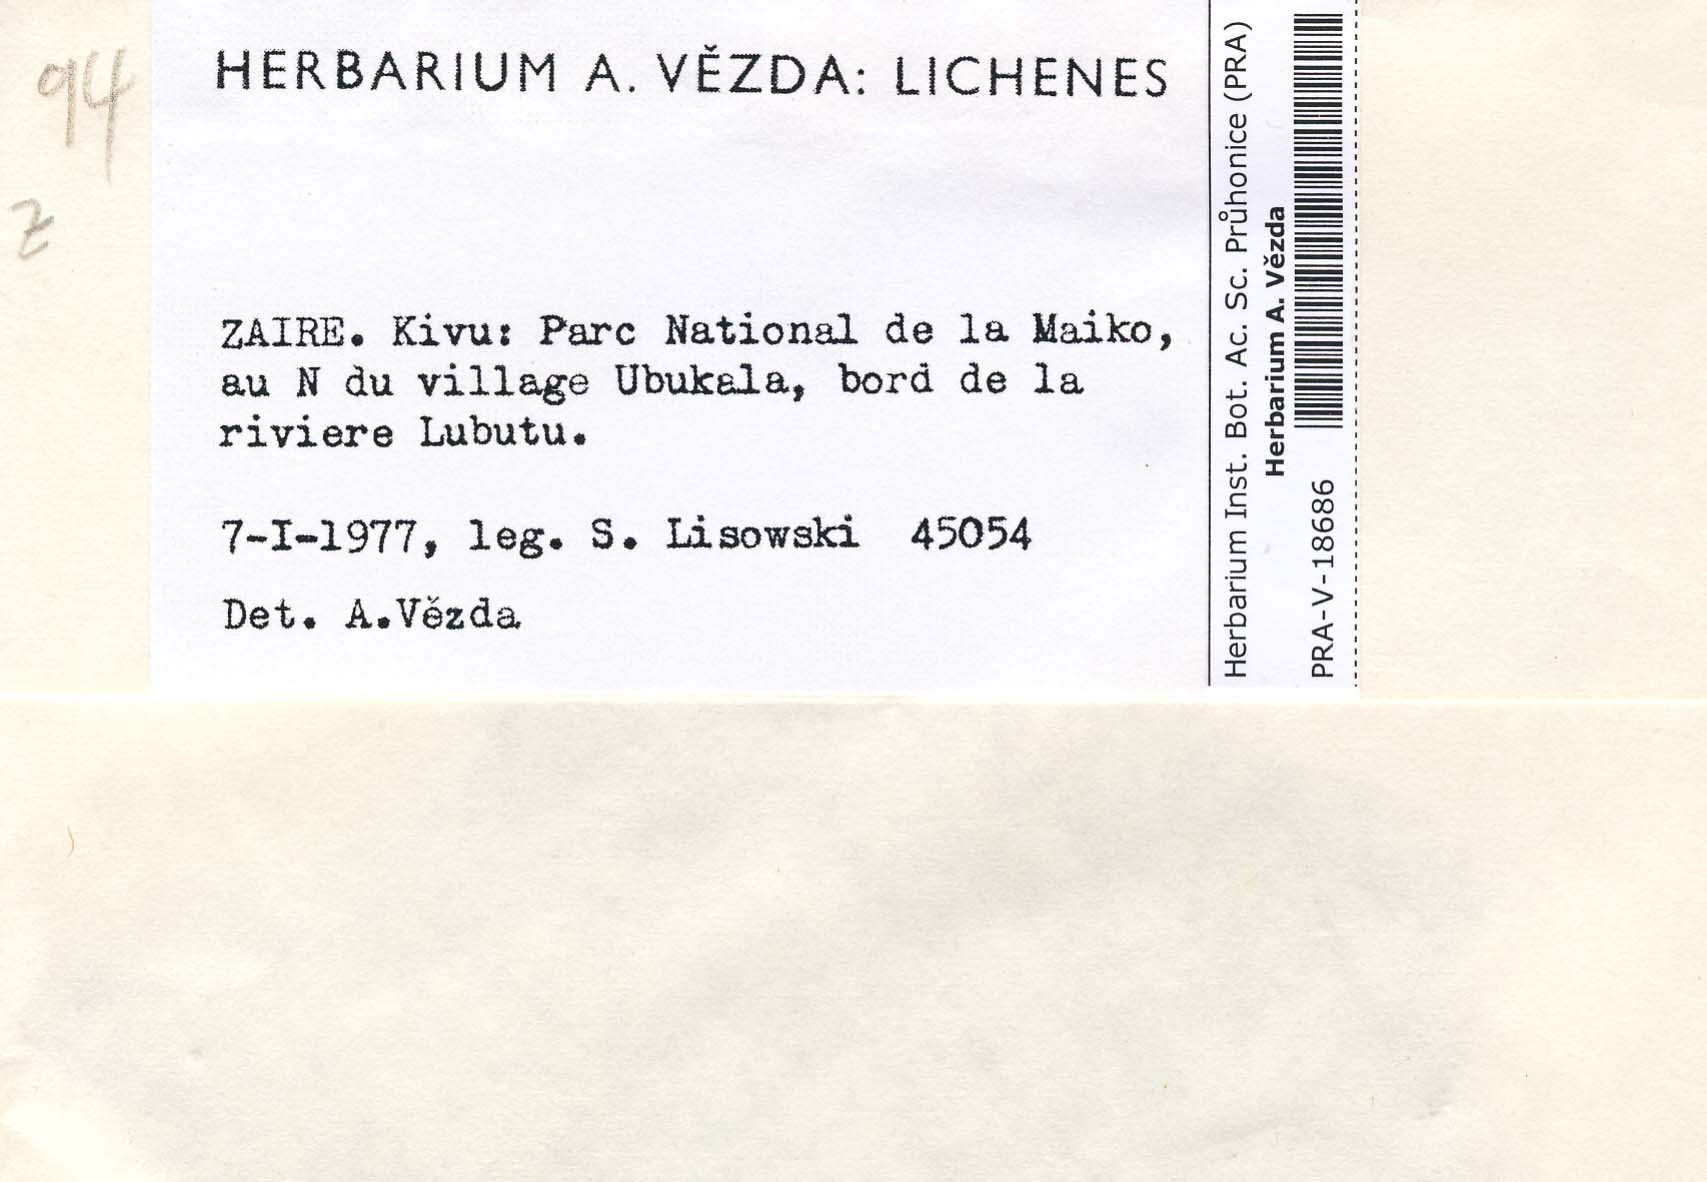 94
Z
HERBARIUM A. VĚZDA: LICHENES
ZAIRE. Kivu: Parc National de la Maiko,
au N du village Ubukala, bord de la
riviere Lubutu.
7-I-1977, leg. S. Lisowski 45054
Det. A.Vězda
Herbarium Inst. Bot. Ac. Sc. Průhonice (PRA)
Herbarium A. Vězda
PRA-V-18686